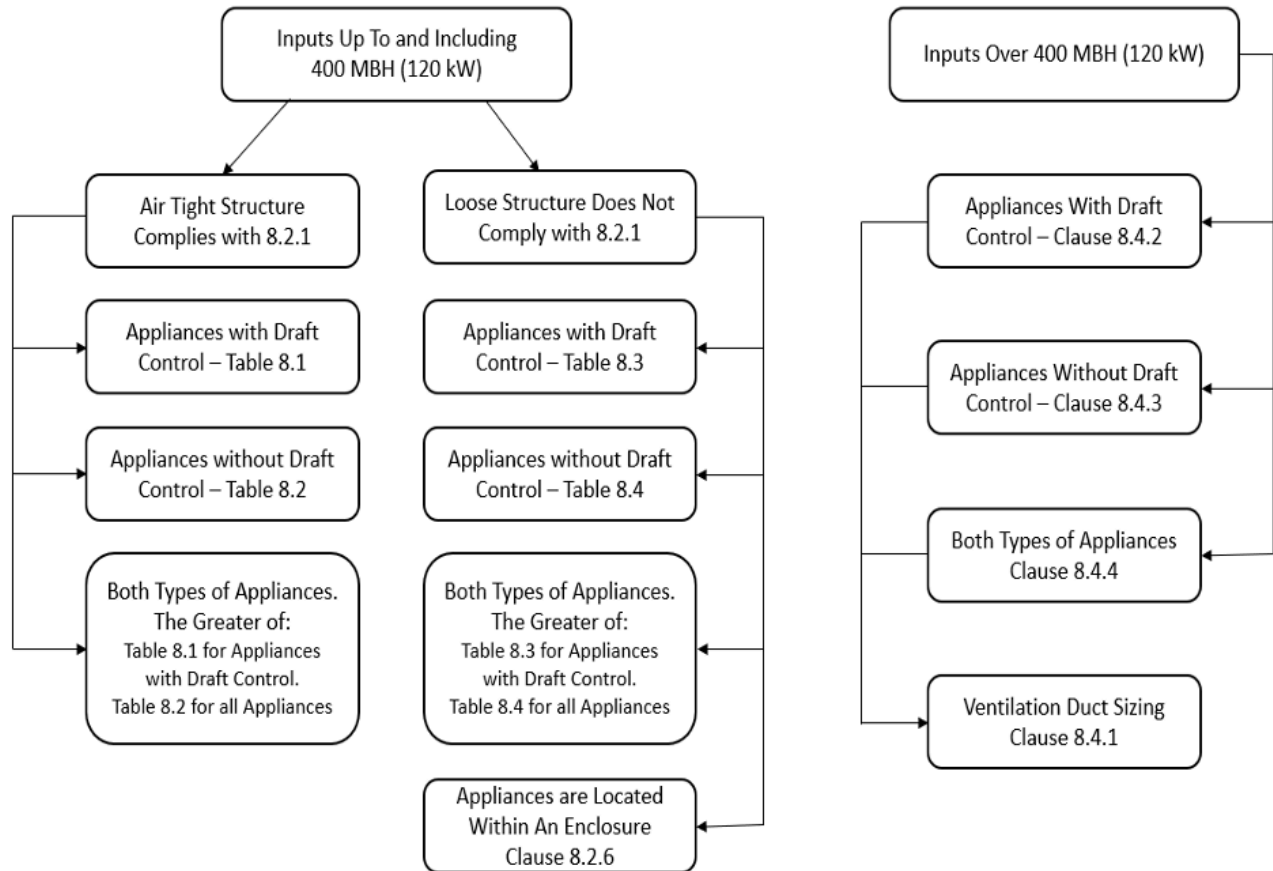 Inputs Up To and Including
400 MBH (120 kW)
Inputs Over 400 MBH (120 kW)
Air Tight Structure
Complies with 8.2.1
Loose Structure Does Not
Comply with 8.2.1
Appliances With Draft
Control – Clause 8.4.2
Appliances with Draft
Control – Table 8.1
Appliances with Draft
Control – Table 8.3
Appliances Without Draft
Control – Clause 8.4.3
Appliances without Draft
Control – Table 8.2
Appliances without Draft
Control – Table 8.4
Both Types of Appliances
Clause 8.4.4
Both Types of Appliances.
The Greater of:
Table 8.1 for Appliances
with Draft Control.
Table 8.2 for all Appliances
Both Types of Appliances.
The Greater of:
Table 8.3 for Appliances
with Draft Control.
Table 8.4 for all Appliances
Ventilation Duct Sizing
Clause 8.4.1
Appliances are Located
Within An Enclosure
Clause 8.2.6